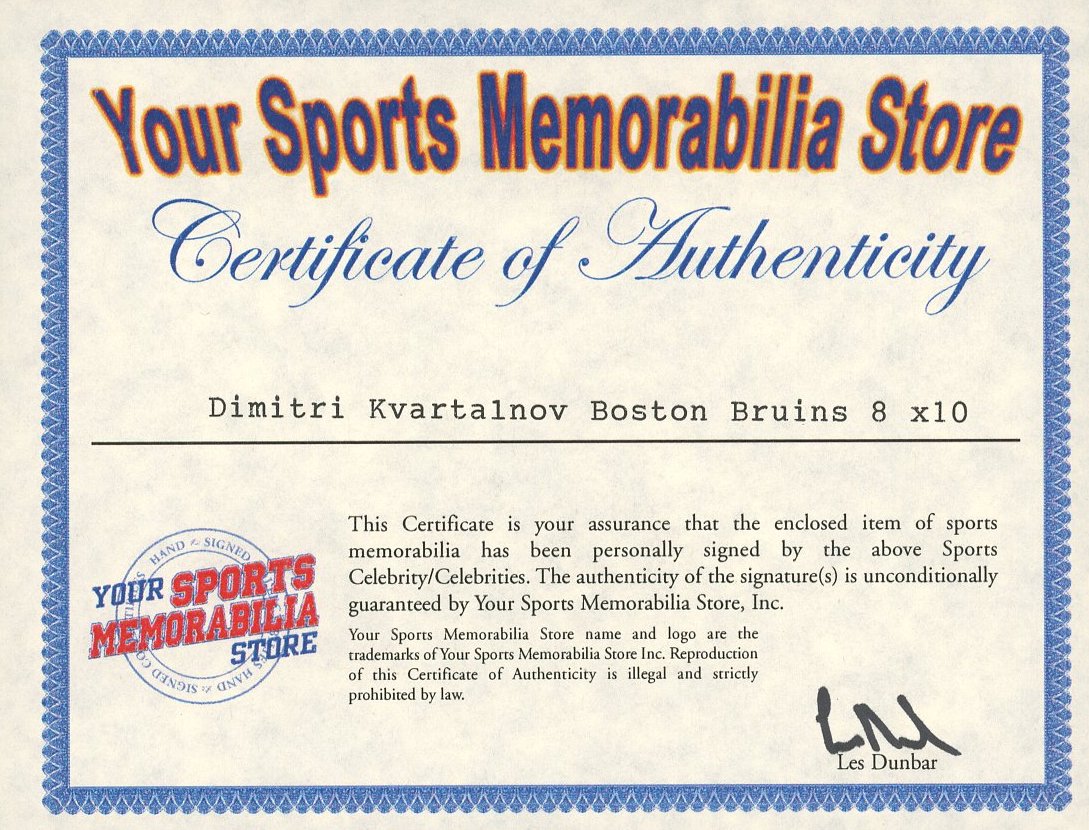 Your Sports Memorabilia Store
Certificate of Authenticity
Dimitri Kvartalnov Boston Bruins 8 x10
This Certificate is your assurance that the enclosed item of sports
memorabilia has been personally signed by the above Sports
Celebrity/Celebrities. The authenticity of the signature(s) is unconditionally
guaranteed by Your Sports Memorabilia Store, Inc.
Your Sports Memorabilia Store name and logo are the
trademarks of Your Sports Memorabilia Store Inc. Reproduction
of this Certificate of Authenticity is illegal and strictly
prohibited by law.
HAND & SIGNED
YOUR SPORTS
MEMORABILIA
STORE
HAND & SIGNED
Les Dunbar